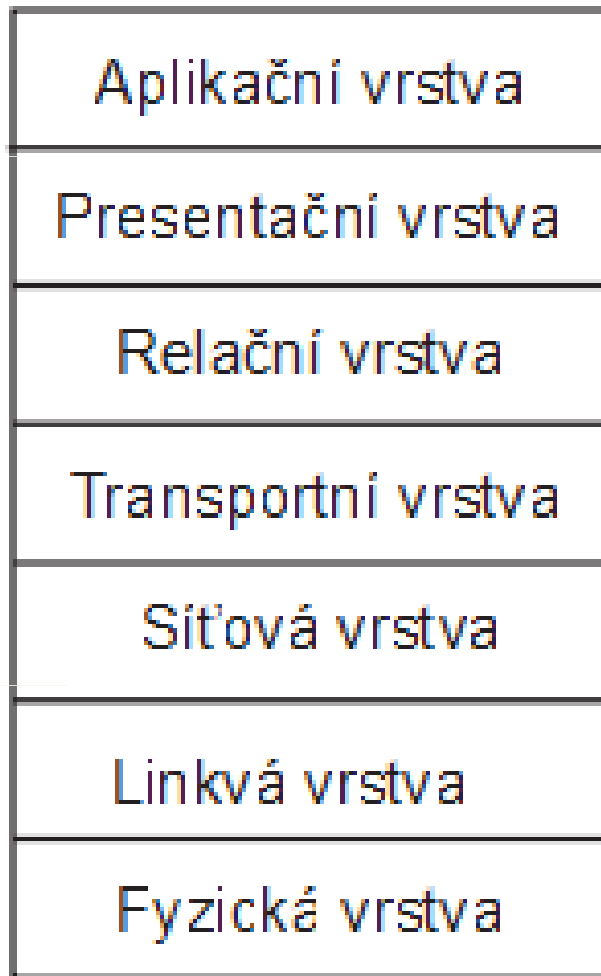 Aplikační vrstva
Presentační vrstva
Relační vrstva
Transportní vrstva
Síťová vrstva
Linkvá vrstva
Fyzická vrstva